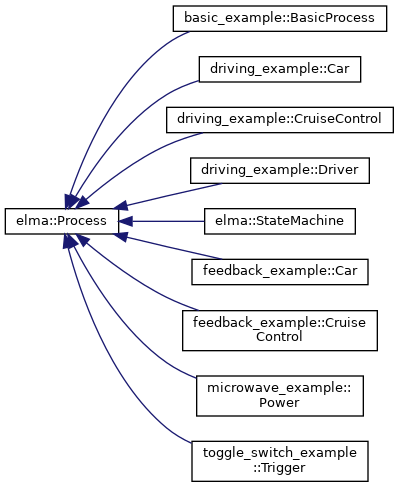 basic_example::BasicProcess
driving_example::Car
driving_example::CruiseControl
driving_example::Driver
elma::Process
elma::StateMachine
feedback_example::Car
feedback_example::Cruise
Control
microwave_example::
Power
toggle_switch_example
::Trigger